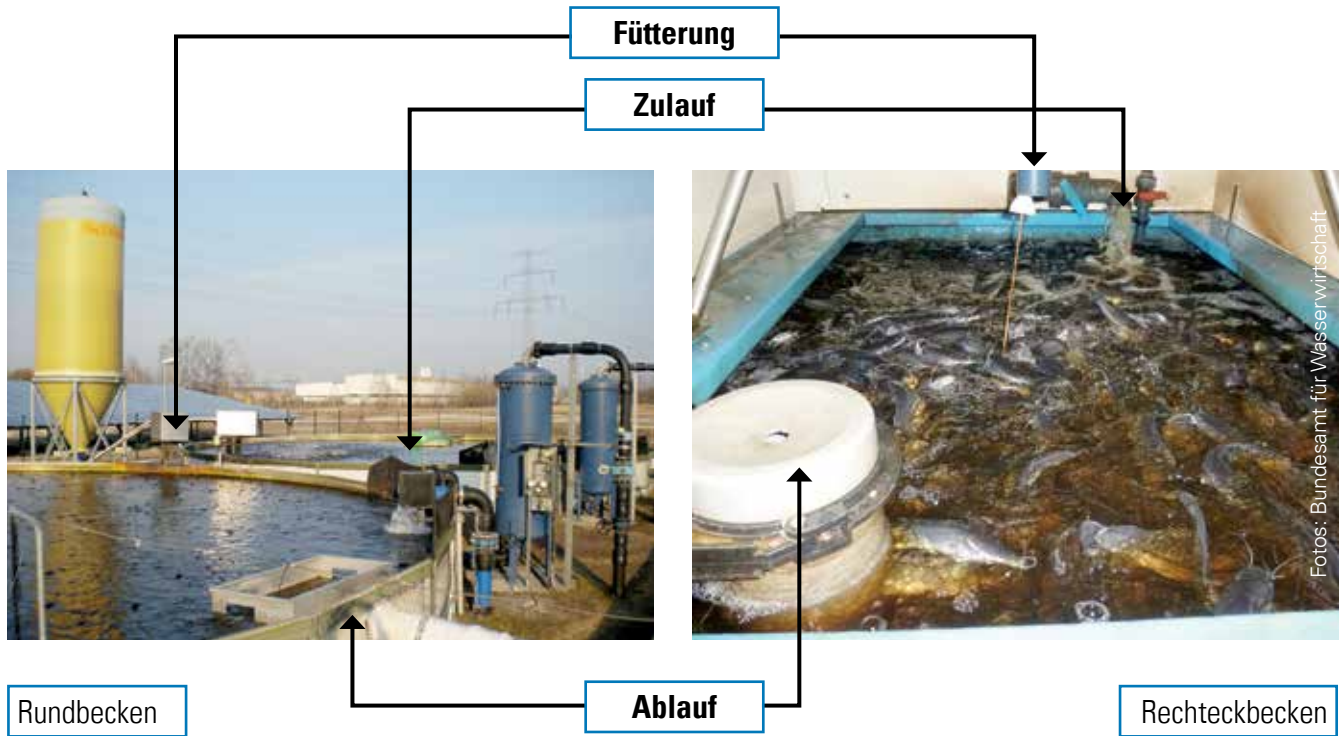 Fütterung
Zulauf
Fotos: Bundesamt für Wasserwirtschaft
Ablauf
Rundbecken
Rechteckbecken